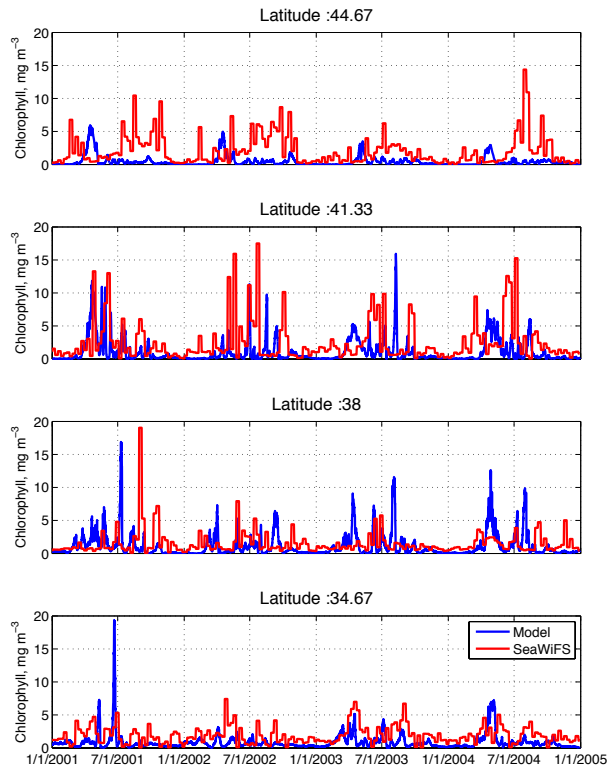 Latitude :44.67
20
15
10
5
0
Chlorophyll, mg m−3
Latitude :41.33
20
15
10
5
0
Chlorophyll, mg m−3
Latitude :38
20
15
10
5
0
Chlorophyll, mg m−3
Latitude :34.67
20
15
10
5
0
Chlorophyll, mg m−3
Model
SeaWiFS
1/1/2001 7/1/2001 1/1/2002 7/1/2002 1/1/2003 7/1/2003 1/1/2004 7/1/2004 1/1/2005